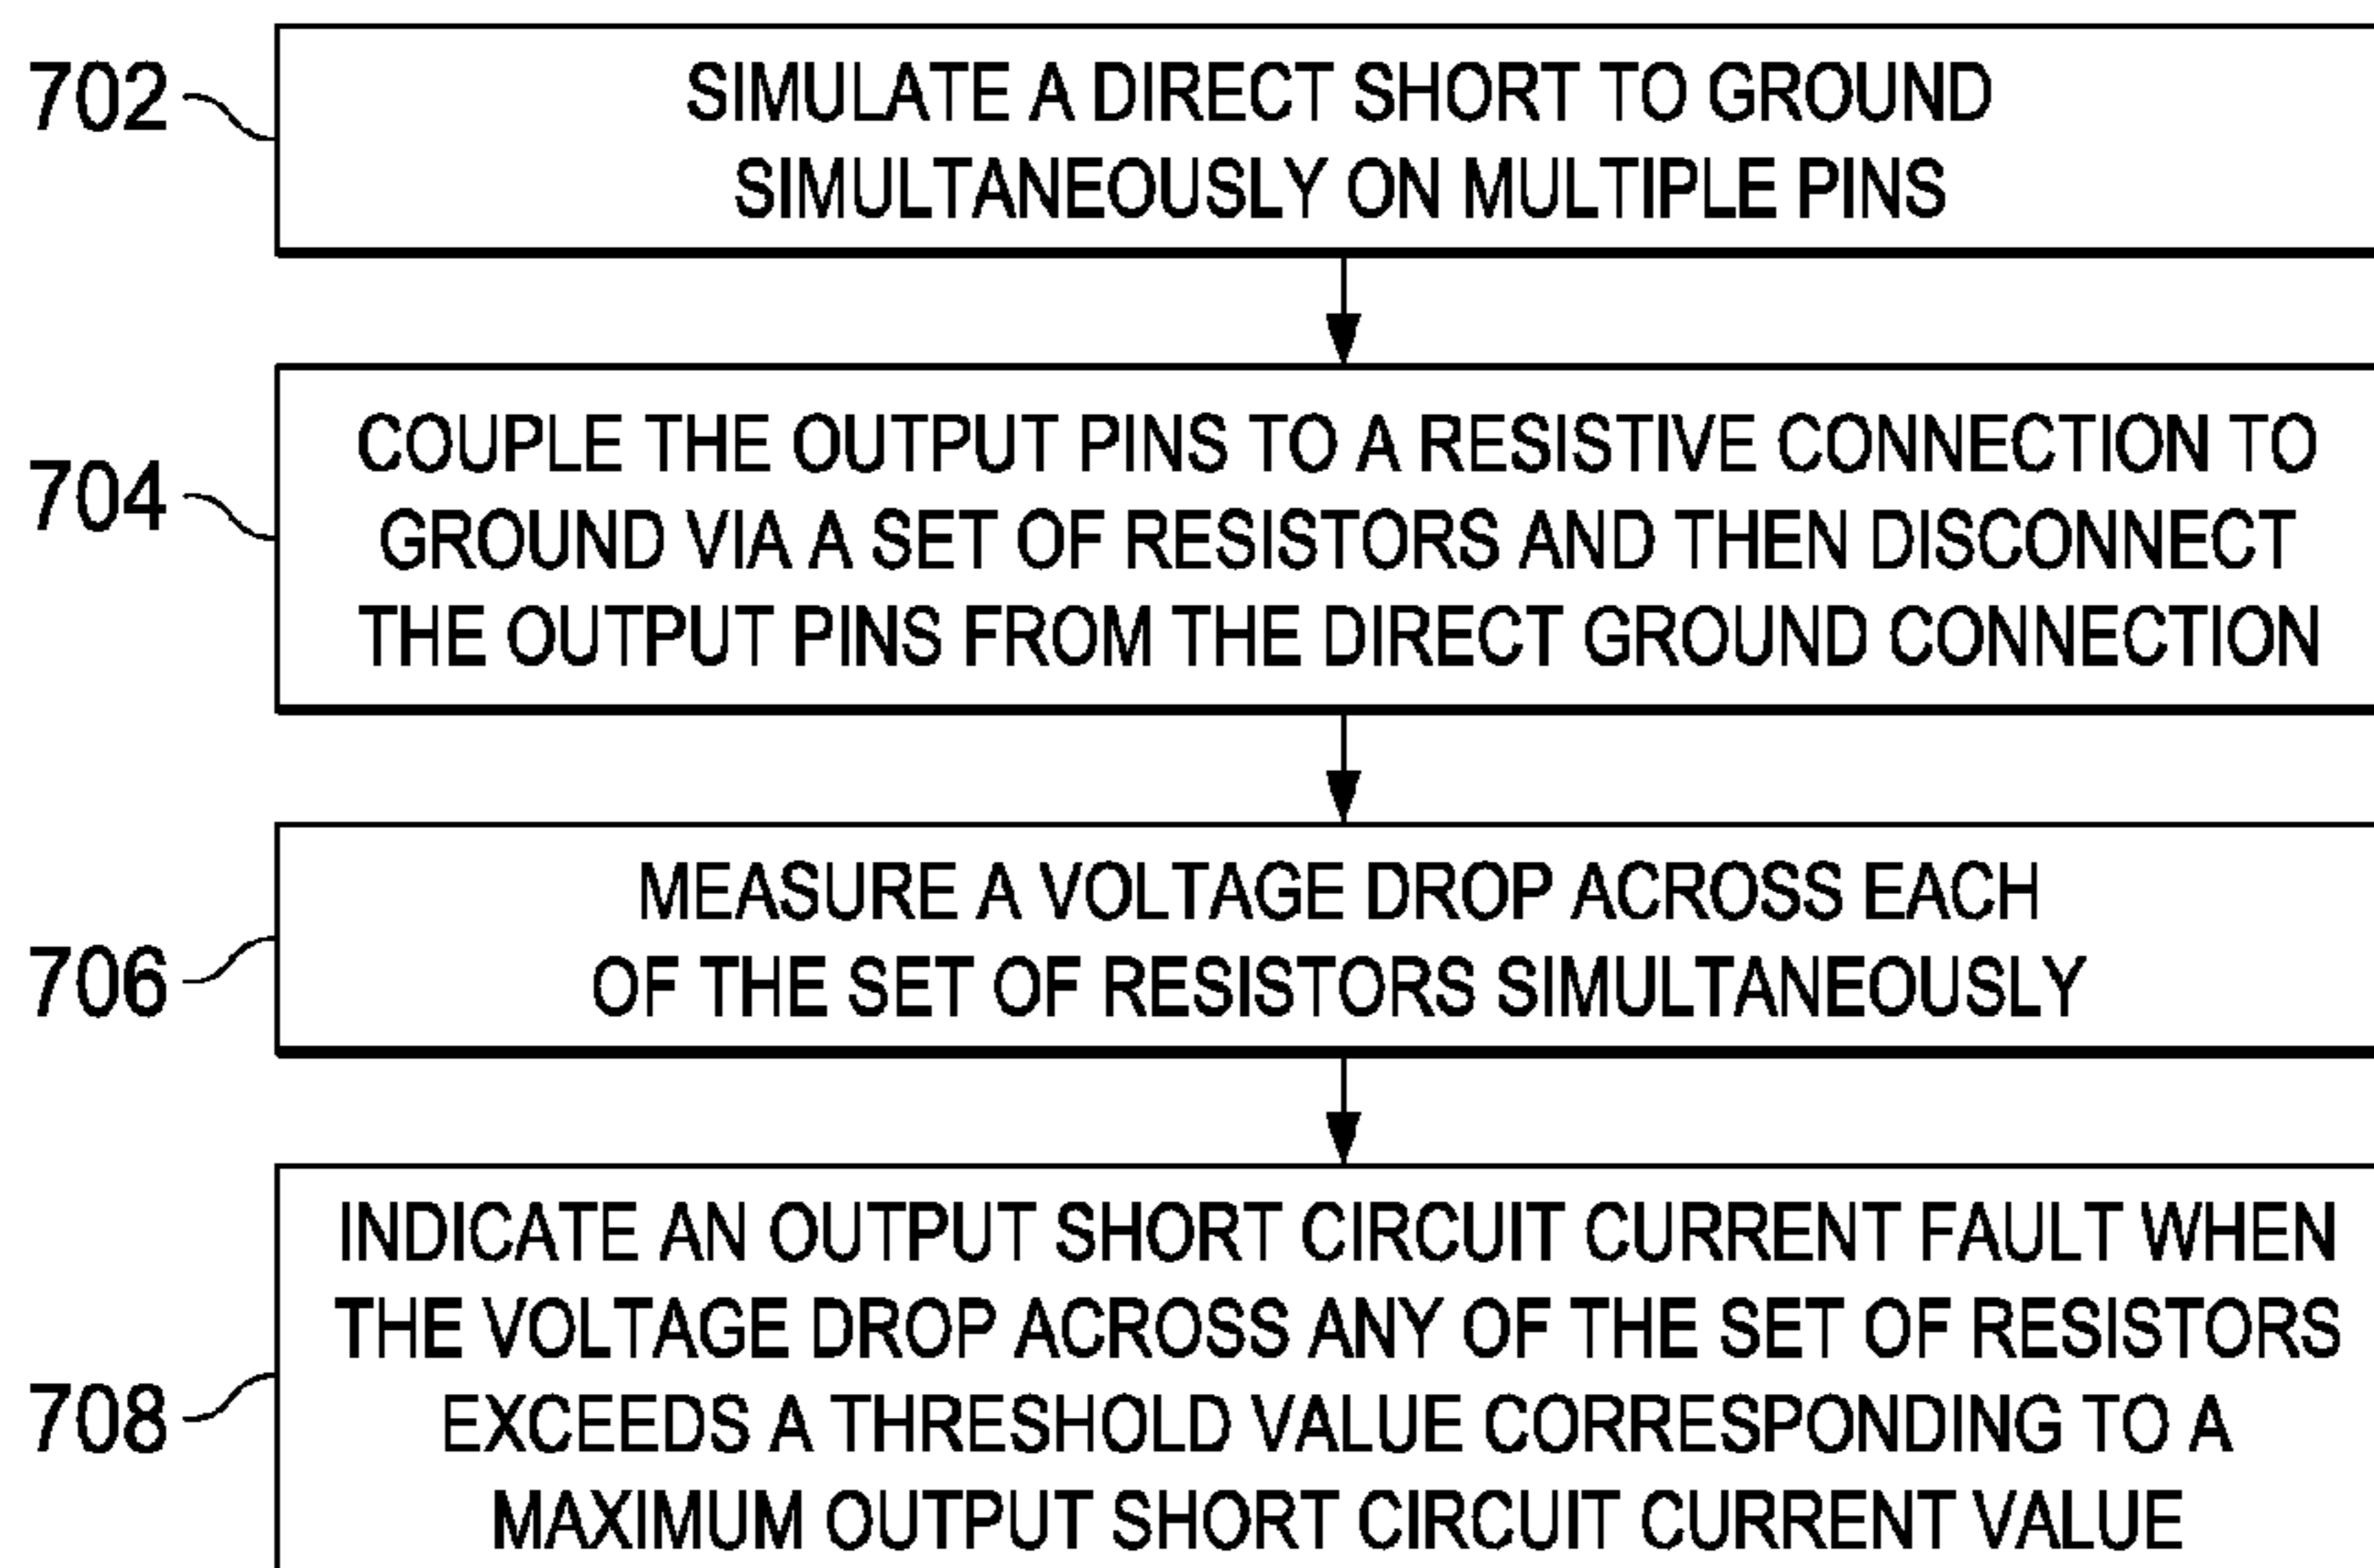 702
SIMULATE A DIRECT SHORT TO GROUND
SIMULTANEOUSLY ON MULTIPLE PINS
704
COUPLE THE OUTPUT PINS TO A RESISTIVE CONNECTION TO
GROUND VIA A SET OF RESISTORS AND THEN DISCONNECT
THE OUTPUT PINS FROM THE DIRECT GROUND CONNECTION
706
MEASURE A VOLTAGE DROP ACROSS EACH
OF THE SET OF RESISTORS SIMULTANEOUSLY
708
INDICATE AN OUTPUT SHORT CIRCUIT CURRENT FAULT WHEN
THE VOLTAGE DROP ACROSS ANY OF THE SET OF RESISTORS
EXCEEDS A THRESHOLD VALUE CORRESPONDING TO A
MAXIMUM OUTPUT SHORT CIRCUIT CURRENT VALUE